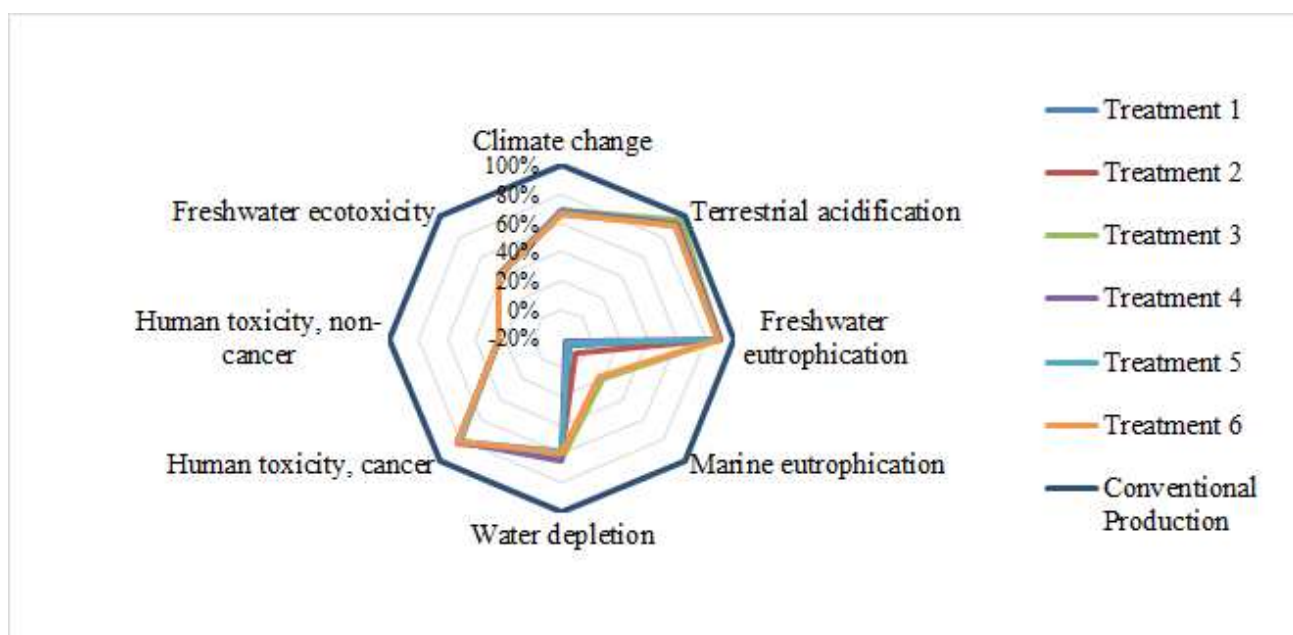 Climate change
100%
80%
60%
40%
20%
0%
-20%
Terrestrial acidification
Freshwater
eutrophication
Marine eutrophication
Water depletion
Human toxicity, cancer
Human toxicity, non-
cancer
Freshwater ecotoxicity
Treatment 1
Treatment 2
Treatment 3
Treatment 4
Treatment 5
Treatment 6
Conventional
Production